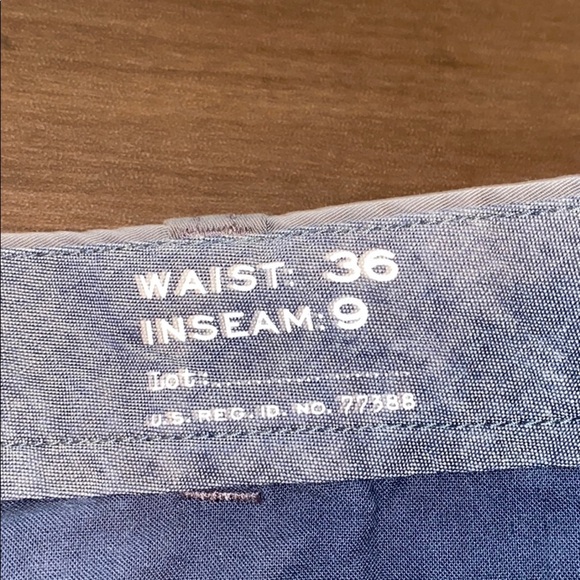 WAIST: 36
INSEAM: 9
Lot:
U.S. REG. ID. NO. 77388